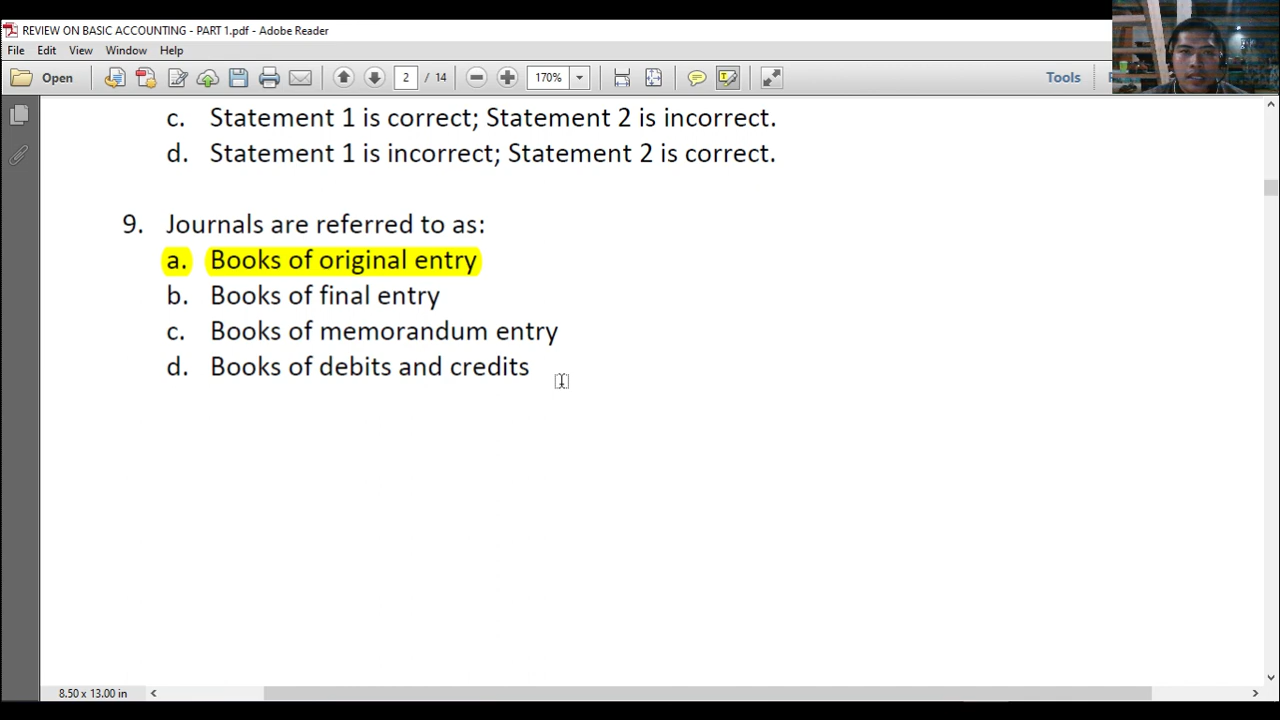 REVIEW ON BASIC ACCOUNTING - PART 1.pdf - Adobe Reader
File Edit View Window Help
Open 2 / 14 170% Tools
c. Statement 1 is correct; Statement 2 is incorrect.
d. Statement 1 is incorrect; Statement 2 is correct.
9. Journals are referred to as:
a. Books of original entry
b. Books of final entry
c. Books of memorandum entry
d. Books of debits and credits
8.50 x 13.00 in